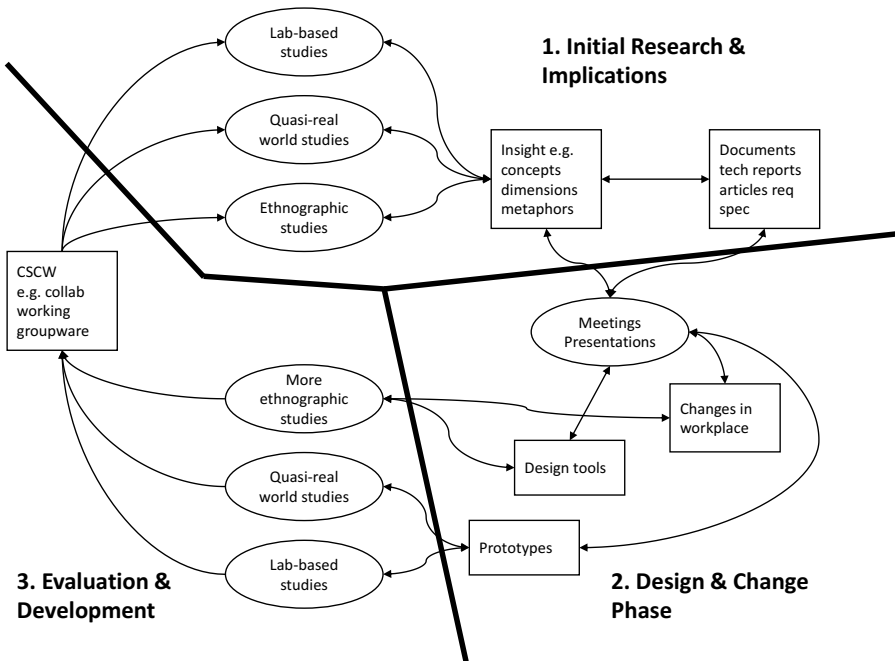 Lab-based
studies
1. Initial Research &
Implications
Quasi-real
world studies
Insight e.g.
concepts
dimensions
metaphors
Documents
tech reports
articles req
spec
Ethnographic
studies
CSCW
e.g. collab
working
groupware
Meetings
Presentations
More
ethnographic
studies
Changes in
workplace
Design tools
Quasi-real
world studies
Prototypes
Lab-based
studies
3. Evaluation &
Development
2. Design & Change
Phase